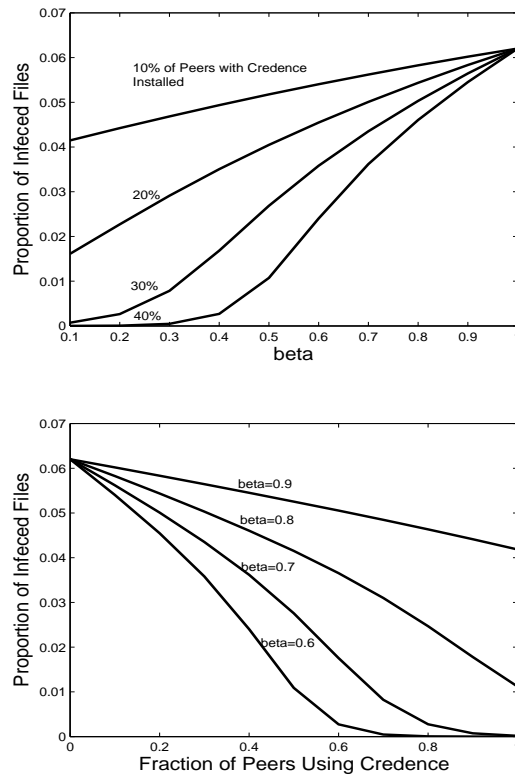 0.07
0.06
0.05
0.04
0.03
0.02
0.01
0
Proportion of Infeced Files
10% of Peers with Credence
Installed
20%
30%
40%
0.1 0.2 0.3 0.4 0.5 0.6 0.7 0.8 0.9
beta
0.07
0.06
0.05
0.04
0.03
0.02
0.01
0
Proportion of Infeced Files
beta=0.9
beta=0.8
beta=0.7
beta=0.6
0 0.2 0.4 0.6 0.8
Fraction of Peers Using Credence